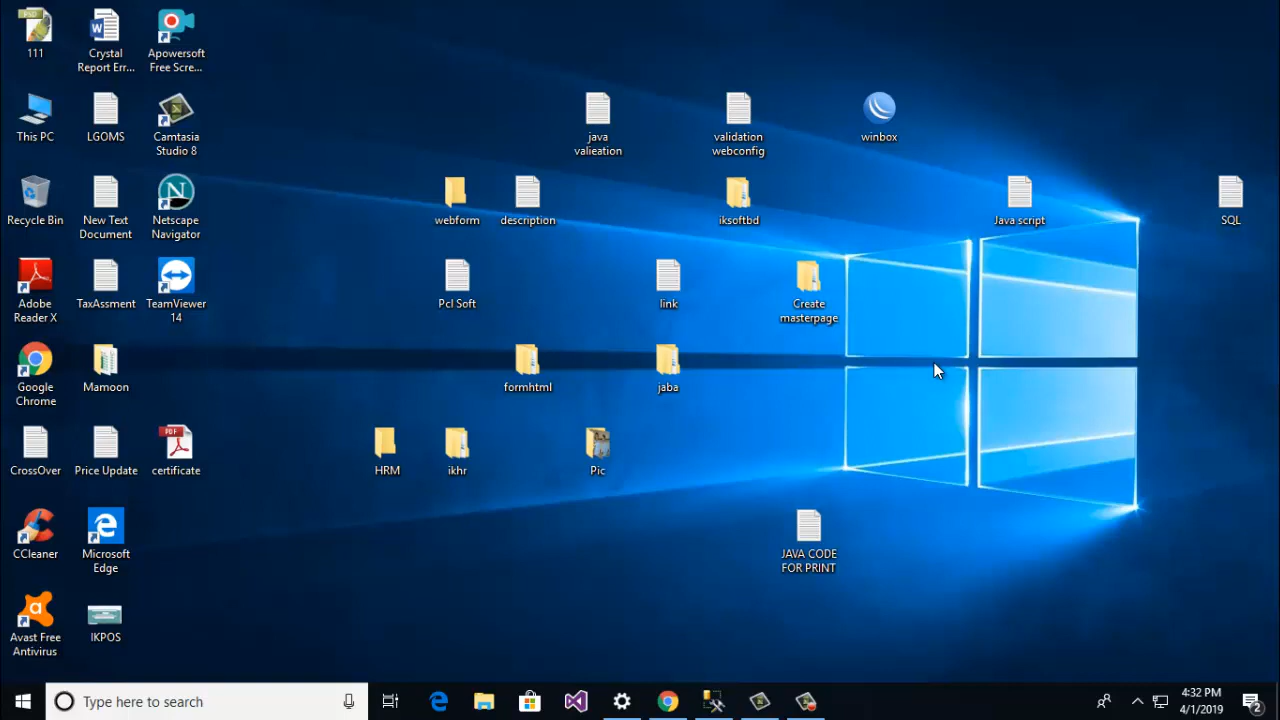 111
Crystal
Report Err...
Apowersoft
Free Scre...
This PC
LGOMS
Camtasia
Studio 8
java
valieation
validation
webconfig
winbox
Recycle Bin
New Text
Document
Netscape
Navigator
webform
description
iksoftbd
Java script
SQL
Adobe
Reader X
TaxAssment
TeamViewer
14
Pcl Soft
link
Create
masterpage
Google
Chrome
Mamoon
formhtml
jaba
CrossOver
Price Update
certificate
HRM
ikhr
Pic
CCleaner
Microsoft
Edge
JAVA CODE
FOR PRINT
Avast Free
Antivirus
IKPOS
Type here to search
4:32 PM
4/1/2019
2